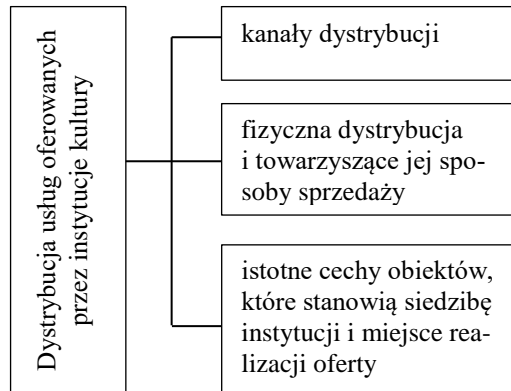 Dystrybucja usług oferowanych
przez instytucje kultury
kanały dystrybucji
fizyczna dystrybucja
i towarzyszące jej spo-
soby sprzedaży
istotne cechy obiektów,
które stanowią siedzibę
instytucji i miejsce rea-
lizacji oferty